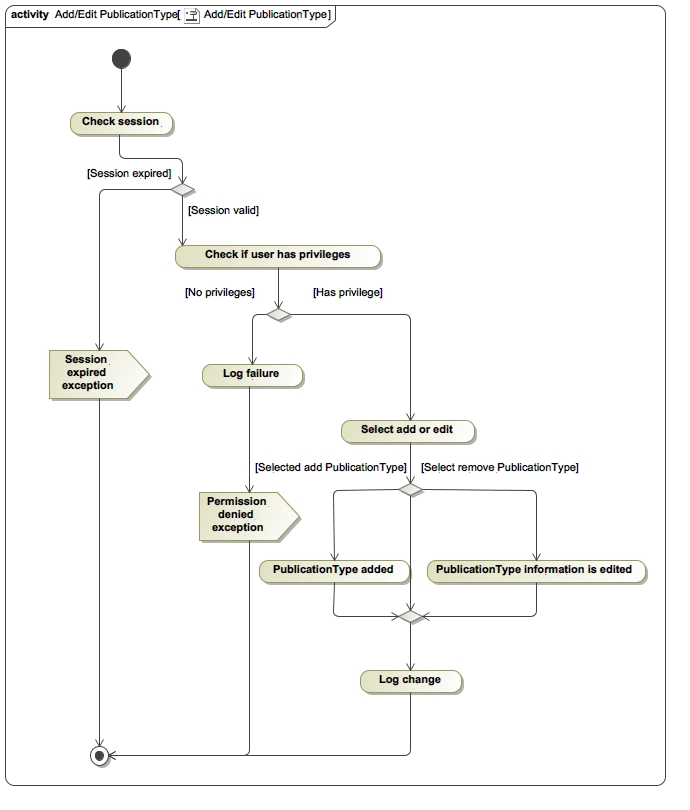 activity Add/Edit PublicationType[ Add/Edit PublicationType]
Check session
[Session expired]
[Session valid]
Check if user has privileges
[No privileges]
[Has privilege]
Session
expired
exception
Log failure
Select add or edit
[Selected add PublicationType]
[Select remove PublicationType]
Permission
denied
exception
PublicationType added
PublicationType information is edited
Log change